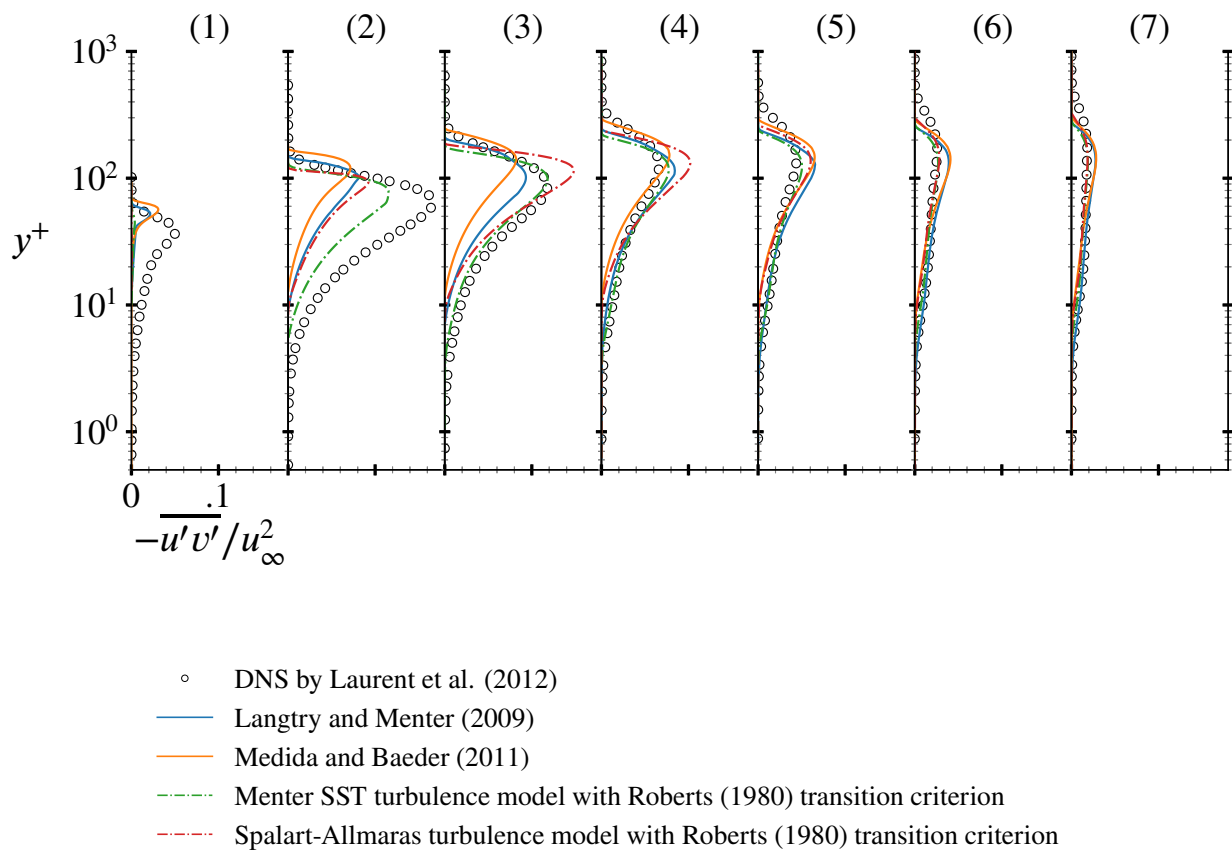 (1) (2) (3) (4) (5) (6) (7)
10³
10²
y⁺
10¹
10⁰
0 .1
−u′v′/u∞²
DNS by Laurent et al. (2012)
Langtry and Menter (2009)
Medida and Baeder (2011)
Menter SST turbulence model with Roberts (1980) transition criterion
Spalart-Allmaras turbulence model with Roberts (1980) transition criterion